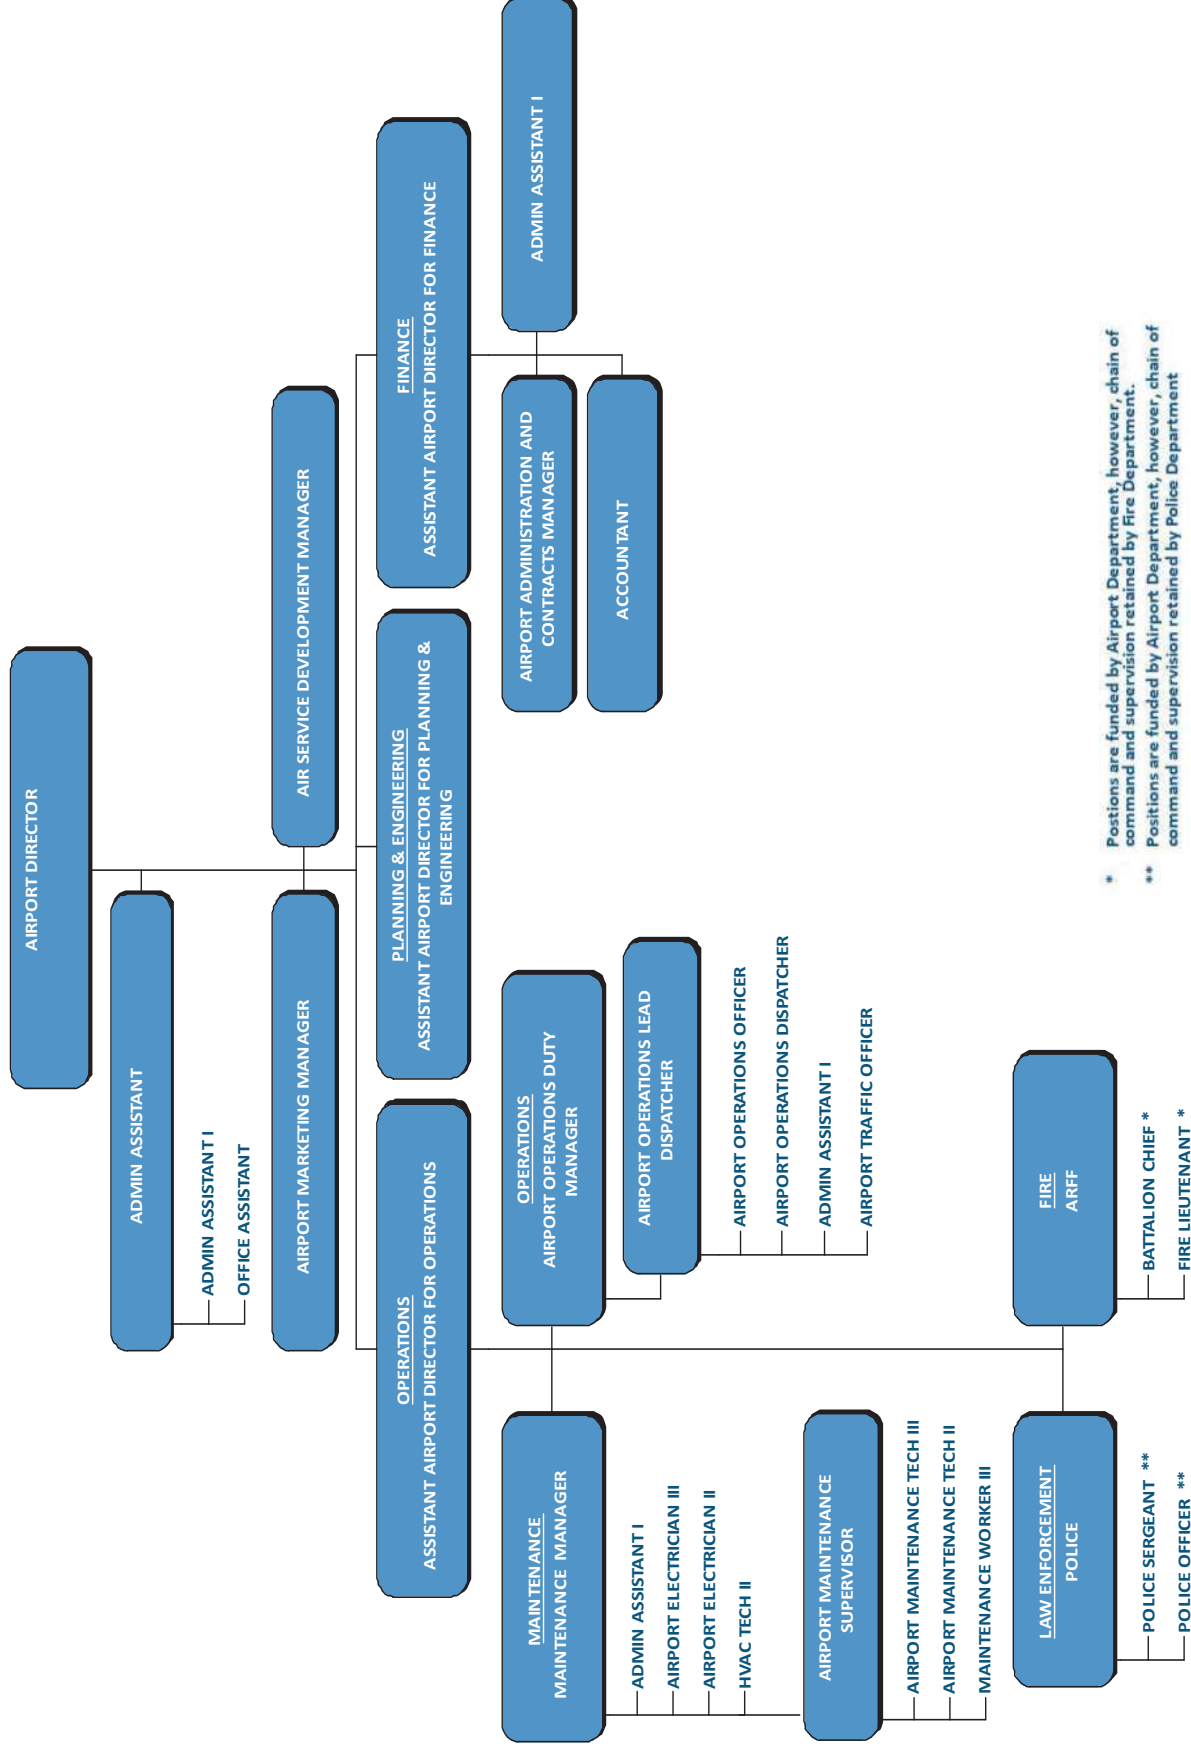 AIRPORT DIRECTOR
ADMIN ASSISTANT
ADMIN ASSISTANT I
OFFICE ASSISTANT
AIRPORT MARKETING MANAGER
AIR SERVICE DEVELOPMENT MANAGER
OPERATIONS
ASSISTANT AIRPORT DIRECTOR FOR OPERATIONS
PLANNING & ENGINEERING
ASSISTANT AIRPORT DIRECTOR FOR PLANNING &
ENGINEERING
FINANCE
ASSISTANT AIRPORT DIRECTOR FOR FINANCE
MAINTENANCE
MAINTENANCE MANAGER
ADMIN ASSISTANT I
AIRPORT ELECTRICIAN III
AIRPORT ELECTRICIAN II
HVAC TECH II
AIRPORT MAINTENANCE
SUPERVISOR
AIRPORT MAINTENANCE TECH III
AIRPORT MAINTENANCE TECH II
MAINTENANCE WORKER III
OPERATIONS
AIRPORT OPERATIONS DUTY
MANAGER
AIRPORT OPERATIONS LEAD
DISPATCHER
AIRPORT OPERATIONS OFFICER
AIRPORT OPERATIONS DISPATCHER
ADMIN ASSISTANT I
AIRPORT TRAFFIC OFFICER
AIRPORT ADMINISTRATION AND
CONTRACTS MANAGER
ADMIN ASSISTANT I
ACCOUNTANT
LAW ENFORCEMENT
POLICE
POLICE SERGEANT **
POLICE OFFICER **
FIRE
ARFF
BATTALION CHIEF *
FIRE LIEUTENANT *
* Postions are funded by Airport Department, however, chain of
command and supervision retained by Fire Department.
** Positions are funded by Airport Department, however, chain of
command and supervision retained by Police Department